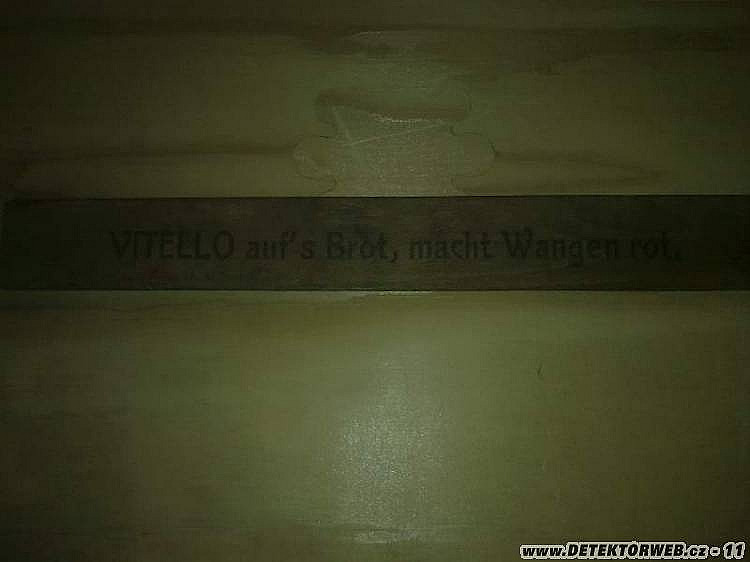 VITELLO auf's Brot, macht Wangen rot.
www.DETEKTORWEB.cz - 11